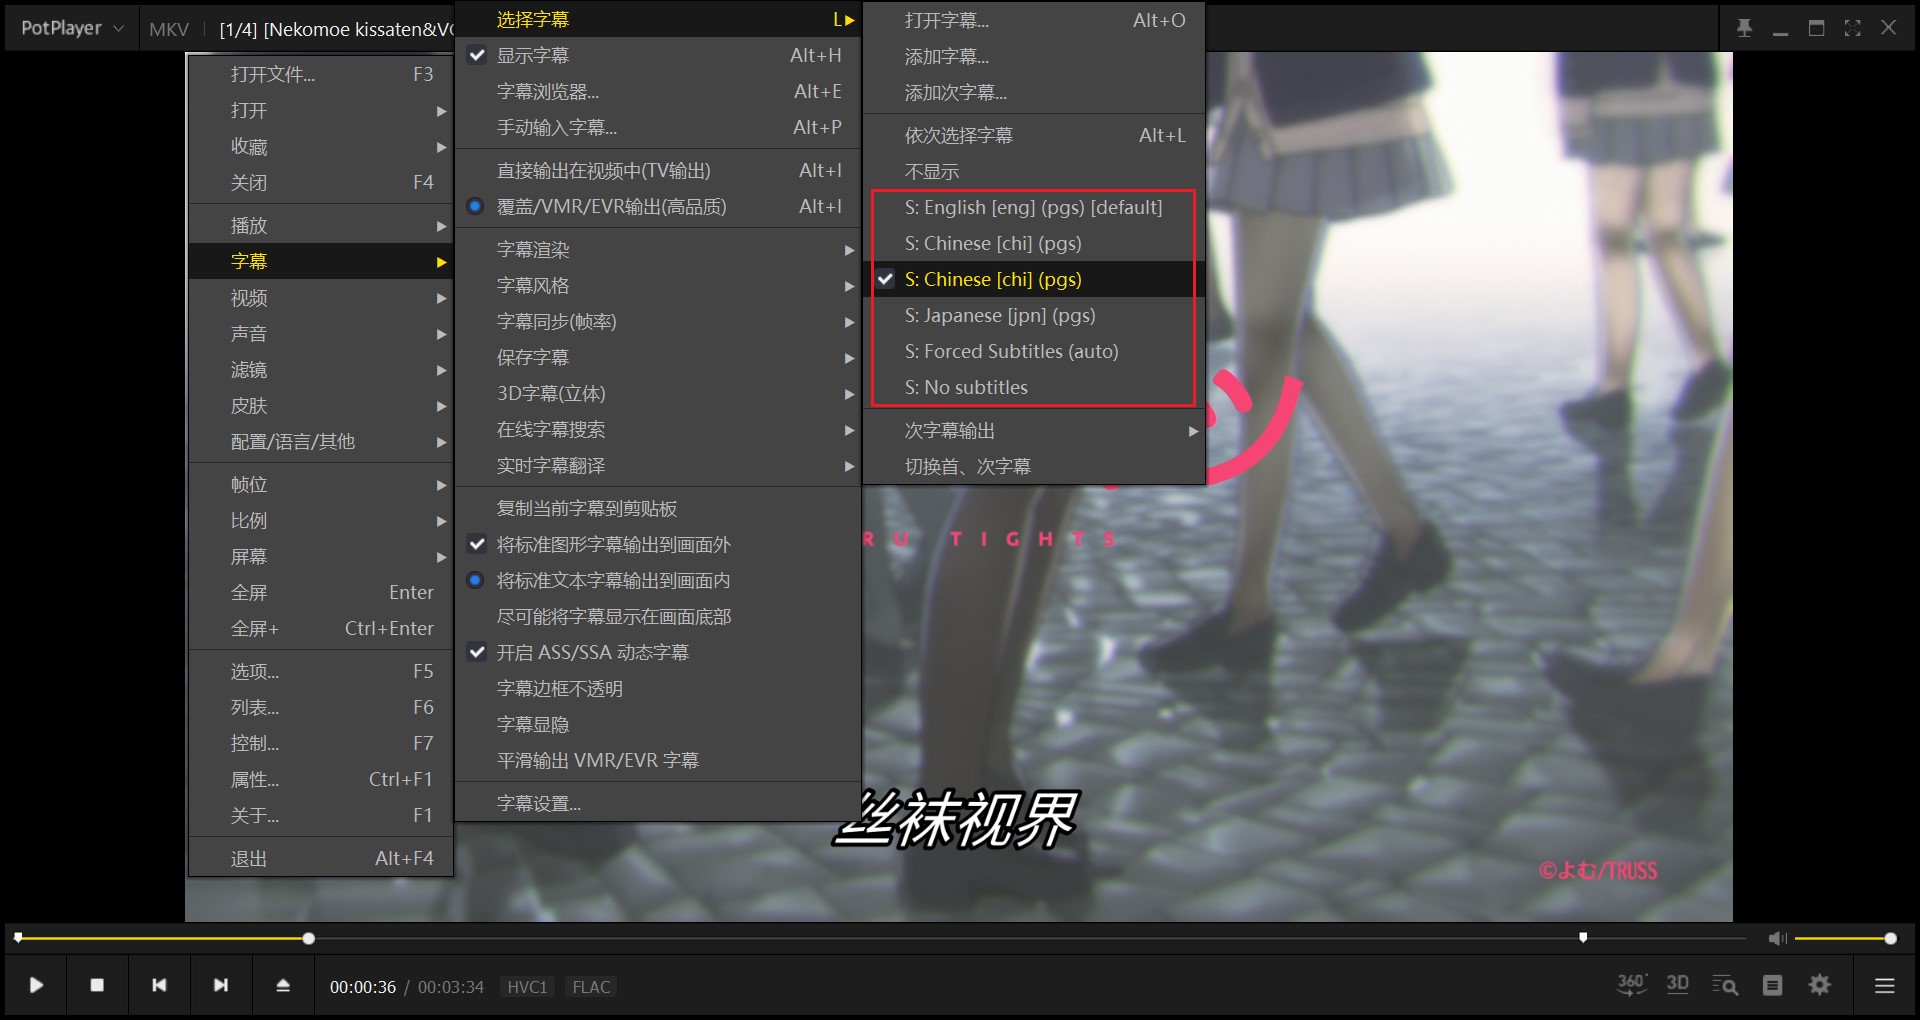 PotPlayer
MKV
[1/4] [Nekomoe kissaten&VC
打开文件... F3
打开
收藏
关闭 F4
播放
字幕
视频
声音
滤镜
皮肤
配置/语言/其他
帧位
比例
屏幕
全屏 Enter
全屏+ Ctrl+Enter
选项... F5
列表... F6
控制... F7
属性... Ctrl+F1
关于... F1
退出 Alt+F4
选择字幕 L
显示字幕 Alt+H
字幕浏览器... Alt+E
手动输入字幕... Alt+P
直接输出在视频中(TV输出) Alt+I
覆盖/VMR/EVR输出(高品质) Alt+I
字幕渲染
字幕风格
字幕同步(帧率)
保存字幕
3D字幕(立体)
在线字幕搜索
实时字幕翻译
复制当前字幕到剪贴板
将标准图形字幕输出到画面外
将标准文本字幕输出到画面内
尽可能将字幕显示在画面底部
开启 ASS/SSA 动态字幕
字幕边框不透明
字幕显隐
平滑输出 VMR/EVR 字幕
字幕设置...
打开字幕... Alt+O
添加字幕...
添加次字幕...
依次选择字幕 Alt+L
不显示
S: English [eng] (pgs) [default]
S: Chinese [chi] (pgs)
S: Chinese [chi] (pgs)
S: Japanese [jpn] (pgs)
S: Forced Subtitles (auto)
S: No subtitles
次字幕输出
切换首、次字幕
RU TIGHTS
丝袜视界
©よむ/TRUSS
00:00:36 / 00:03:34 HVC1 FLAC
360° 3D